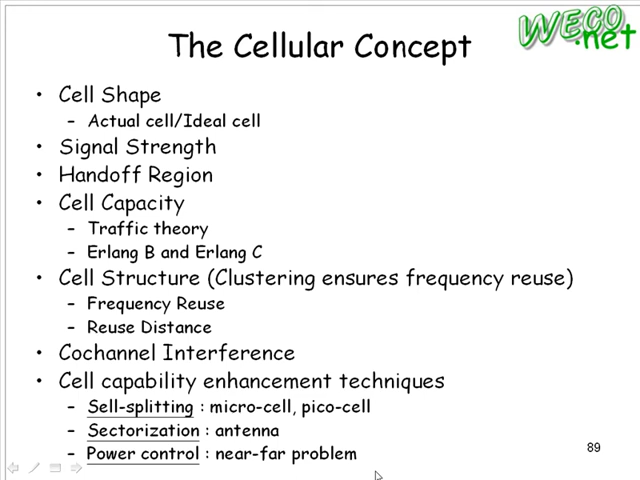 WECO
.net
The Cellular Concept
• Cell Shape
– Actual cell/Ideal cell
• Signal Strength
• Handoff Region
• Cell Capacity
– Traffic theory
– Erlang B and Erlang C
• Cell Structure (Clustering ensures frequency reuse)
– Frequency Reuse
– Reuse Distance
• Cochannel Interference
• Cell capability enhancement techniques
– Sell-splitting : micro-cell, pico-cell
– Sectorization : antenna
– Power control : near-far problem
89